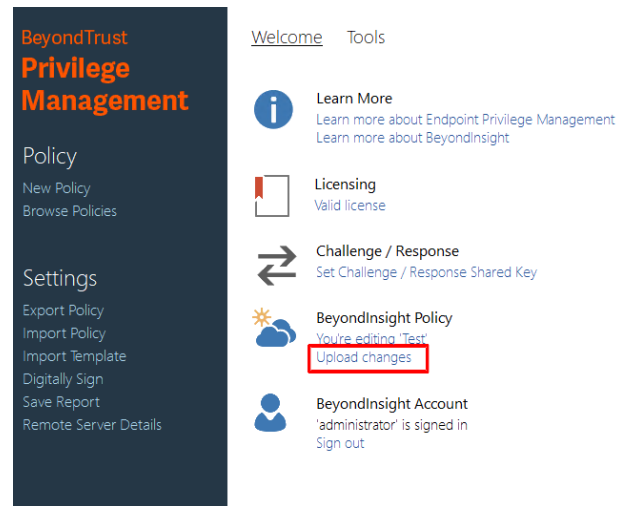 BeyondTrust
Privilege
Management
Policy
New Policy
Browse Policies
Settings
Export Policy
Import Policy
Import Template
Digitally Sign
Save Report
Remote Server Details
Welcome Tools
Learn More
Learn more about Endpoint Privilege Management
Learn more about BeyondInsight
Licensing
Valid license
Challenge / Response
Set Challenge / Response Shared Key
BeyondInsight Policy
You're editing 'Test'
Upload changes
BeyondInsight Account
'administrator' is signed in
Sign out